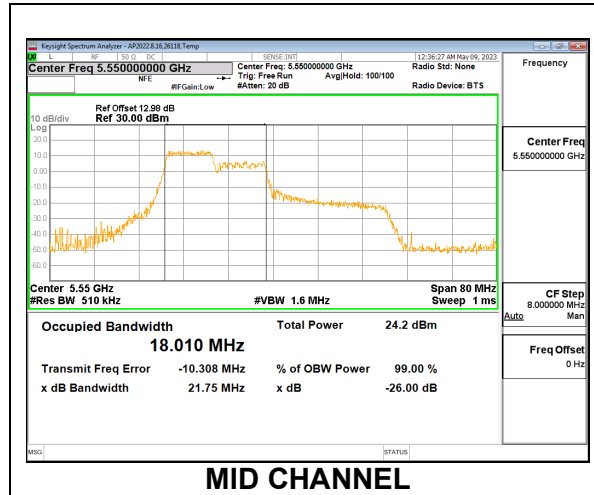 Keysight Spectrum Analyzer - AP2022.8.16,26118,Temp
L RF 50 Ω DC SENSE:INT 12:36:27 AM May 09, 2023
Center Freq 5.550000000 GHz Center Freq: 5.550000000 GHz Radio Std: None Frequency
NFE Trig: Free Run Avg|Hold: 100/100
#IFGain:Low #Atten: 20 dB Radio Device: BTS
Ref Offset 12.98 dB
10 dB/div Ref 30.00 dBm
Log
20.0
10.0
0.00
-10.0
-20.0
-30.0
-40.0
-50.0
-60.0
Center Freq
5.550000000 GHz
Center 5.55 GHz Span 80 MHz
#Res BW 510 kHz #VBW 1.6 MHz Sweep 1 ms
CF Step
8.000000 MHz
Auto Man
Occupied Bandwidth Total Power 24.2 dBm
18.010 MHz
Transmit Freq Error -10.308 MHz % of OBW Power 99.00 %
x dB Bandwidth 21.75 MHz x dB -26.00 dB
Freq Offset
0 Hz
MSG STATUS
MID CHANNEL